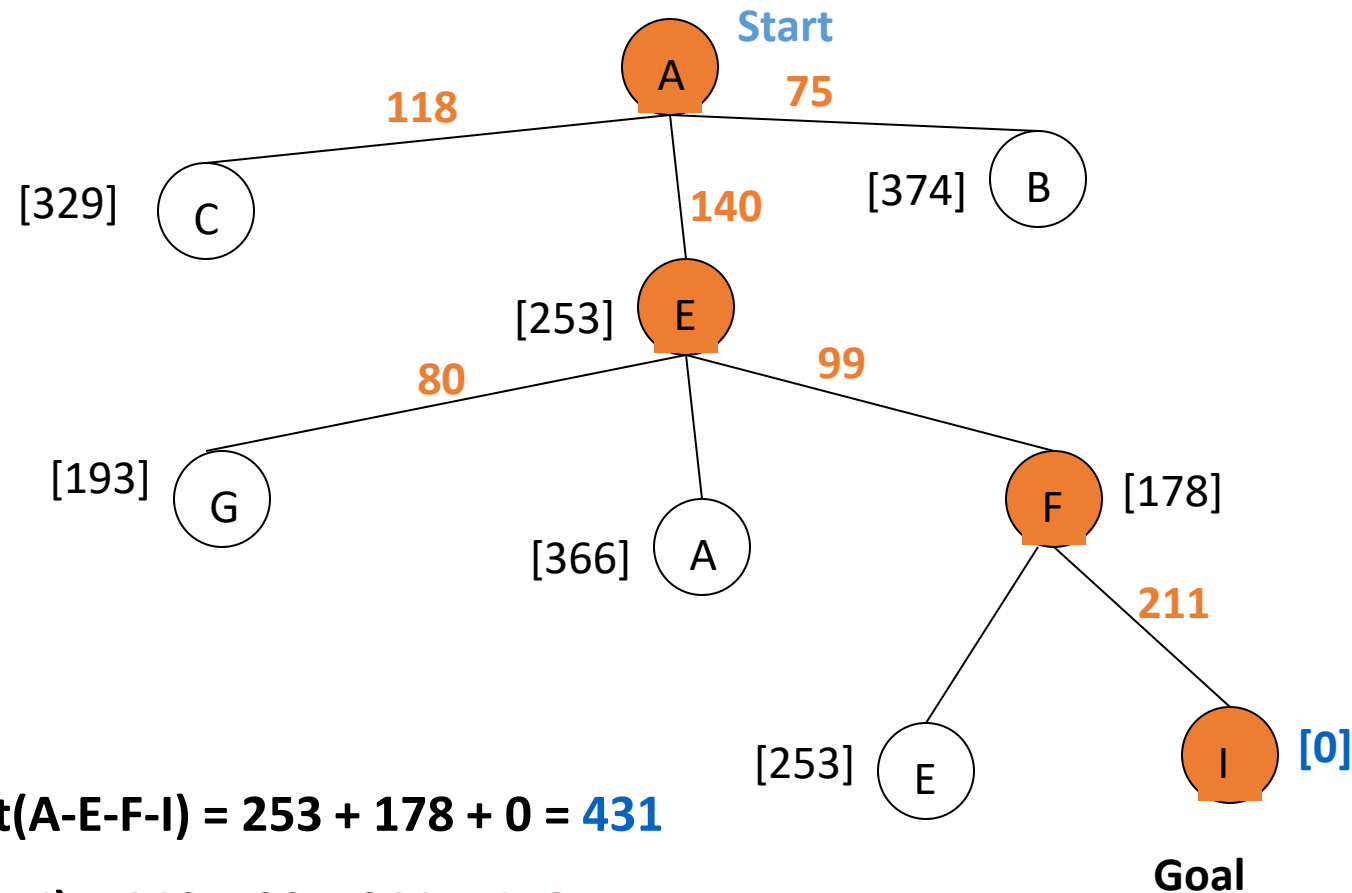 Start
A
118
75
[329]
C
[374]
B
140
[253]
E
80
99
[193]
G
[366]
A
F
[178]
211
[253]
E
I
[0]
t(A-E-F-I) = 253 + 178 + 0 = 431
Goal